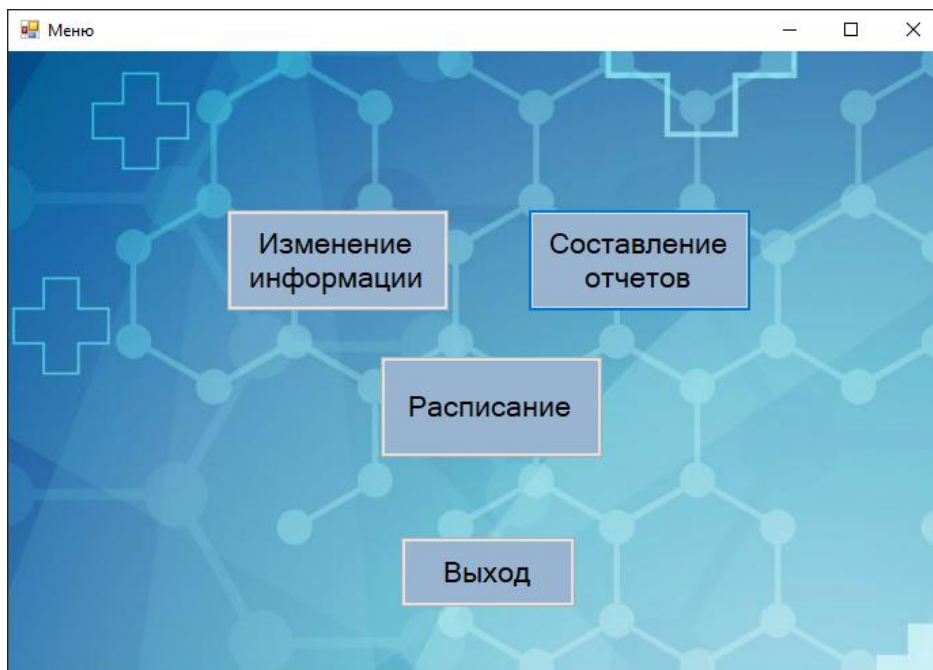 Меню
Изменение
информации
Составление
отчетов
Расписание
Выход